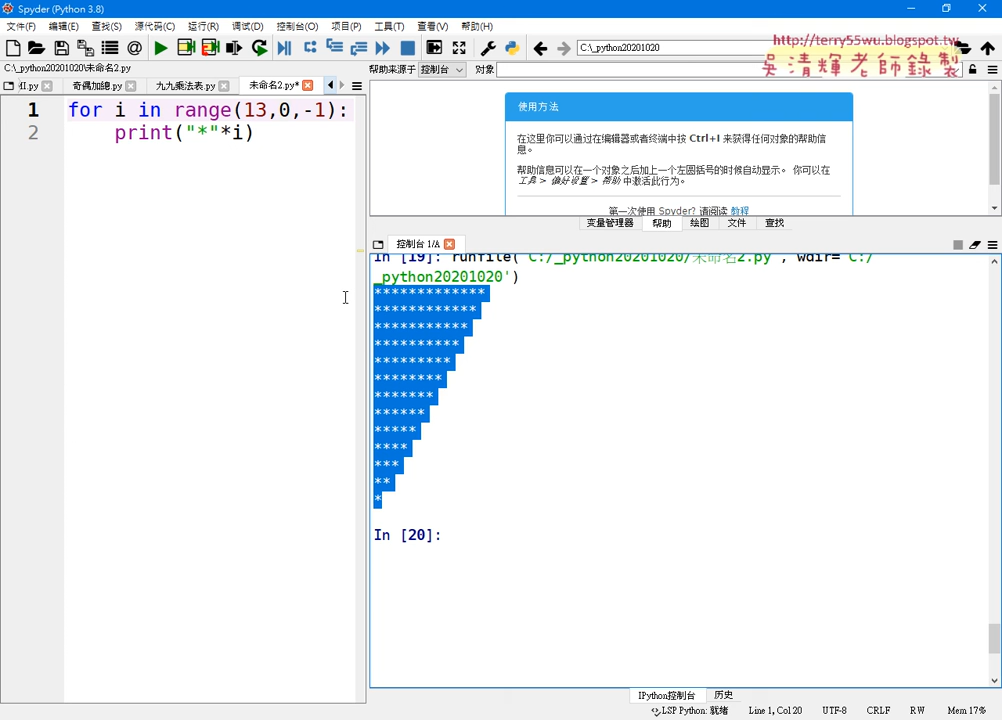 Spyder (Python 3.8)
文件(F) 编辑(E) 查找(S) 源代码(C) 运行(R) 调试(D) 控制台(O) 项目(P) 工具(T) 查看(V) 帮助(H)
C:\_python20201020
http://terry55wu.blogspot.tw
吳清輝老師錄製
C:\_python20201020\未命名2.py
帮助来源于 控制台 对象
奇偶加總.py 九九乘法表.py 未命名2.py*
1 for i in range(13,0,-1):
2 print("*"*i)
使用方法
在这里你可以通过在编辑器或者终端中按 Ctrl+I 来获得任何对象的帮助信
息。
帮助信息可以在一个对象之后加上一个左圆括号的时候自动显示。 你可以在
工具 > 偏好设置 > 帮助 中激活此行为。
第一次使用 Spyder? 请阅读 教程
变量管理器 帮助 绘图 文件 查找
控制台 1/A
In [19]: runfile('C:/_python20201020/未命名2.py', wdir='C:/
_python20201020')
*************
************
***********
**********
*********
********
*******
******
*****
****
***
**
*
In [20]:
IPython控制台 历史
LSP Python: 就绪 Line 1, Col 20 UTF-8 CRLF RW Mem 17%